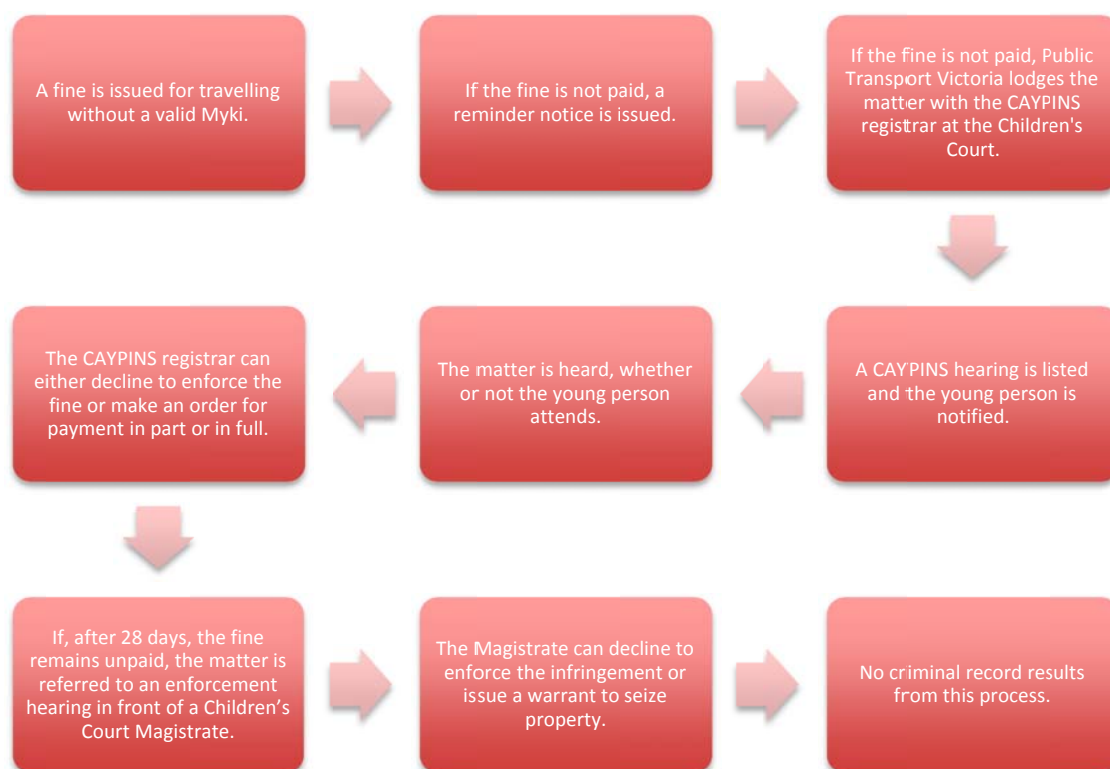 A fine is issued for travelling
without a valid Myki.
If the fine is not paid, a
reminder notice is issued.
If the fine is not paid, Public
Transport Victoria lodges the
matter with the CAYPINS
registrar at the Children's
Court.
A CAYPINS hearing is listed
and the young person is
notified.
The matter is heard, whether
or not the young person
attends.
The CAYPINS registrar can
either decline to enforce the
fine or make an order for
payment in part or in full.
If, after 28 days, the fine
remains unpaid, the matter is
referred to an enforcement
hearing in front of a Children’s
Court Magistrate.
The Magistrate can decline to
enforce the infringement or
issue a warrant to seize
property.
No criminal record results
from this process.